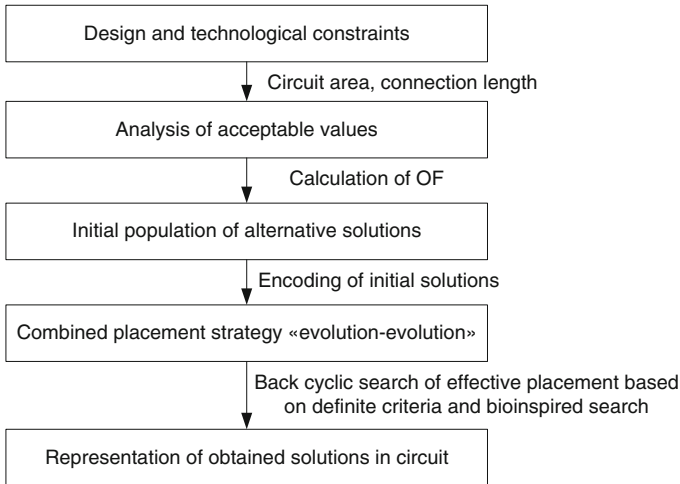 Design and technological constraints
Circuit area, connection length
Analysis of acceptable values
Calculation of OF
Initial population of alternative solutions
Encoding of initial solutions
Combined placement strategy «evolution-evolution»
Back cyclic search of effective placement based
on definite criteria and bioinspired search
Representation of obtained solutions in circuit